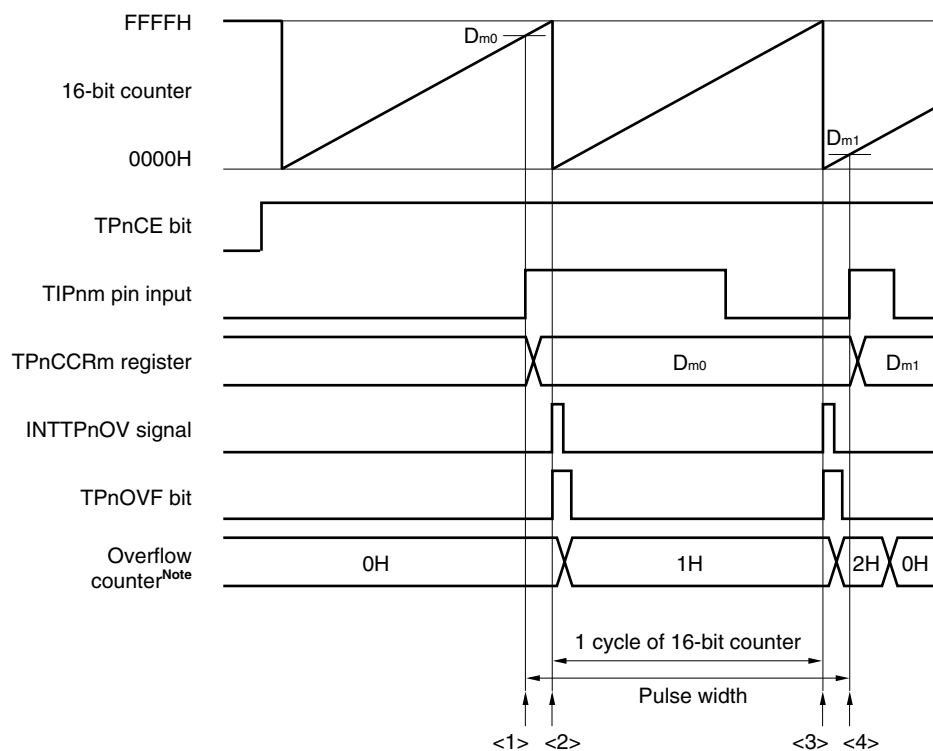 FFFFH
Dm0
16-bit counter
0000H
Dm1
TPnCE bit
TIPnm pin input
TPnCCRm register
Dm0
Dm1
INTTPnOV signal
TPnOVF bit
Overflow
counterNote
0H
1H
2H
0H
1 cycle of 16-bit counter
Pulse width
<1> <2> <3> <4>